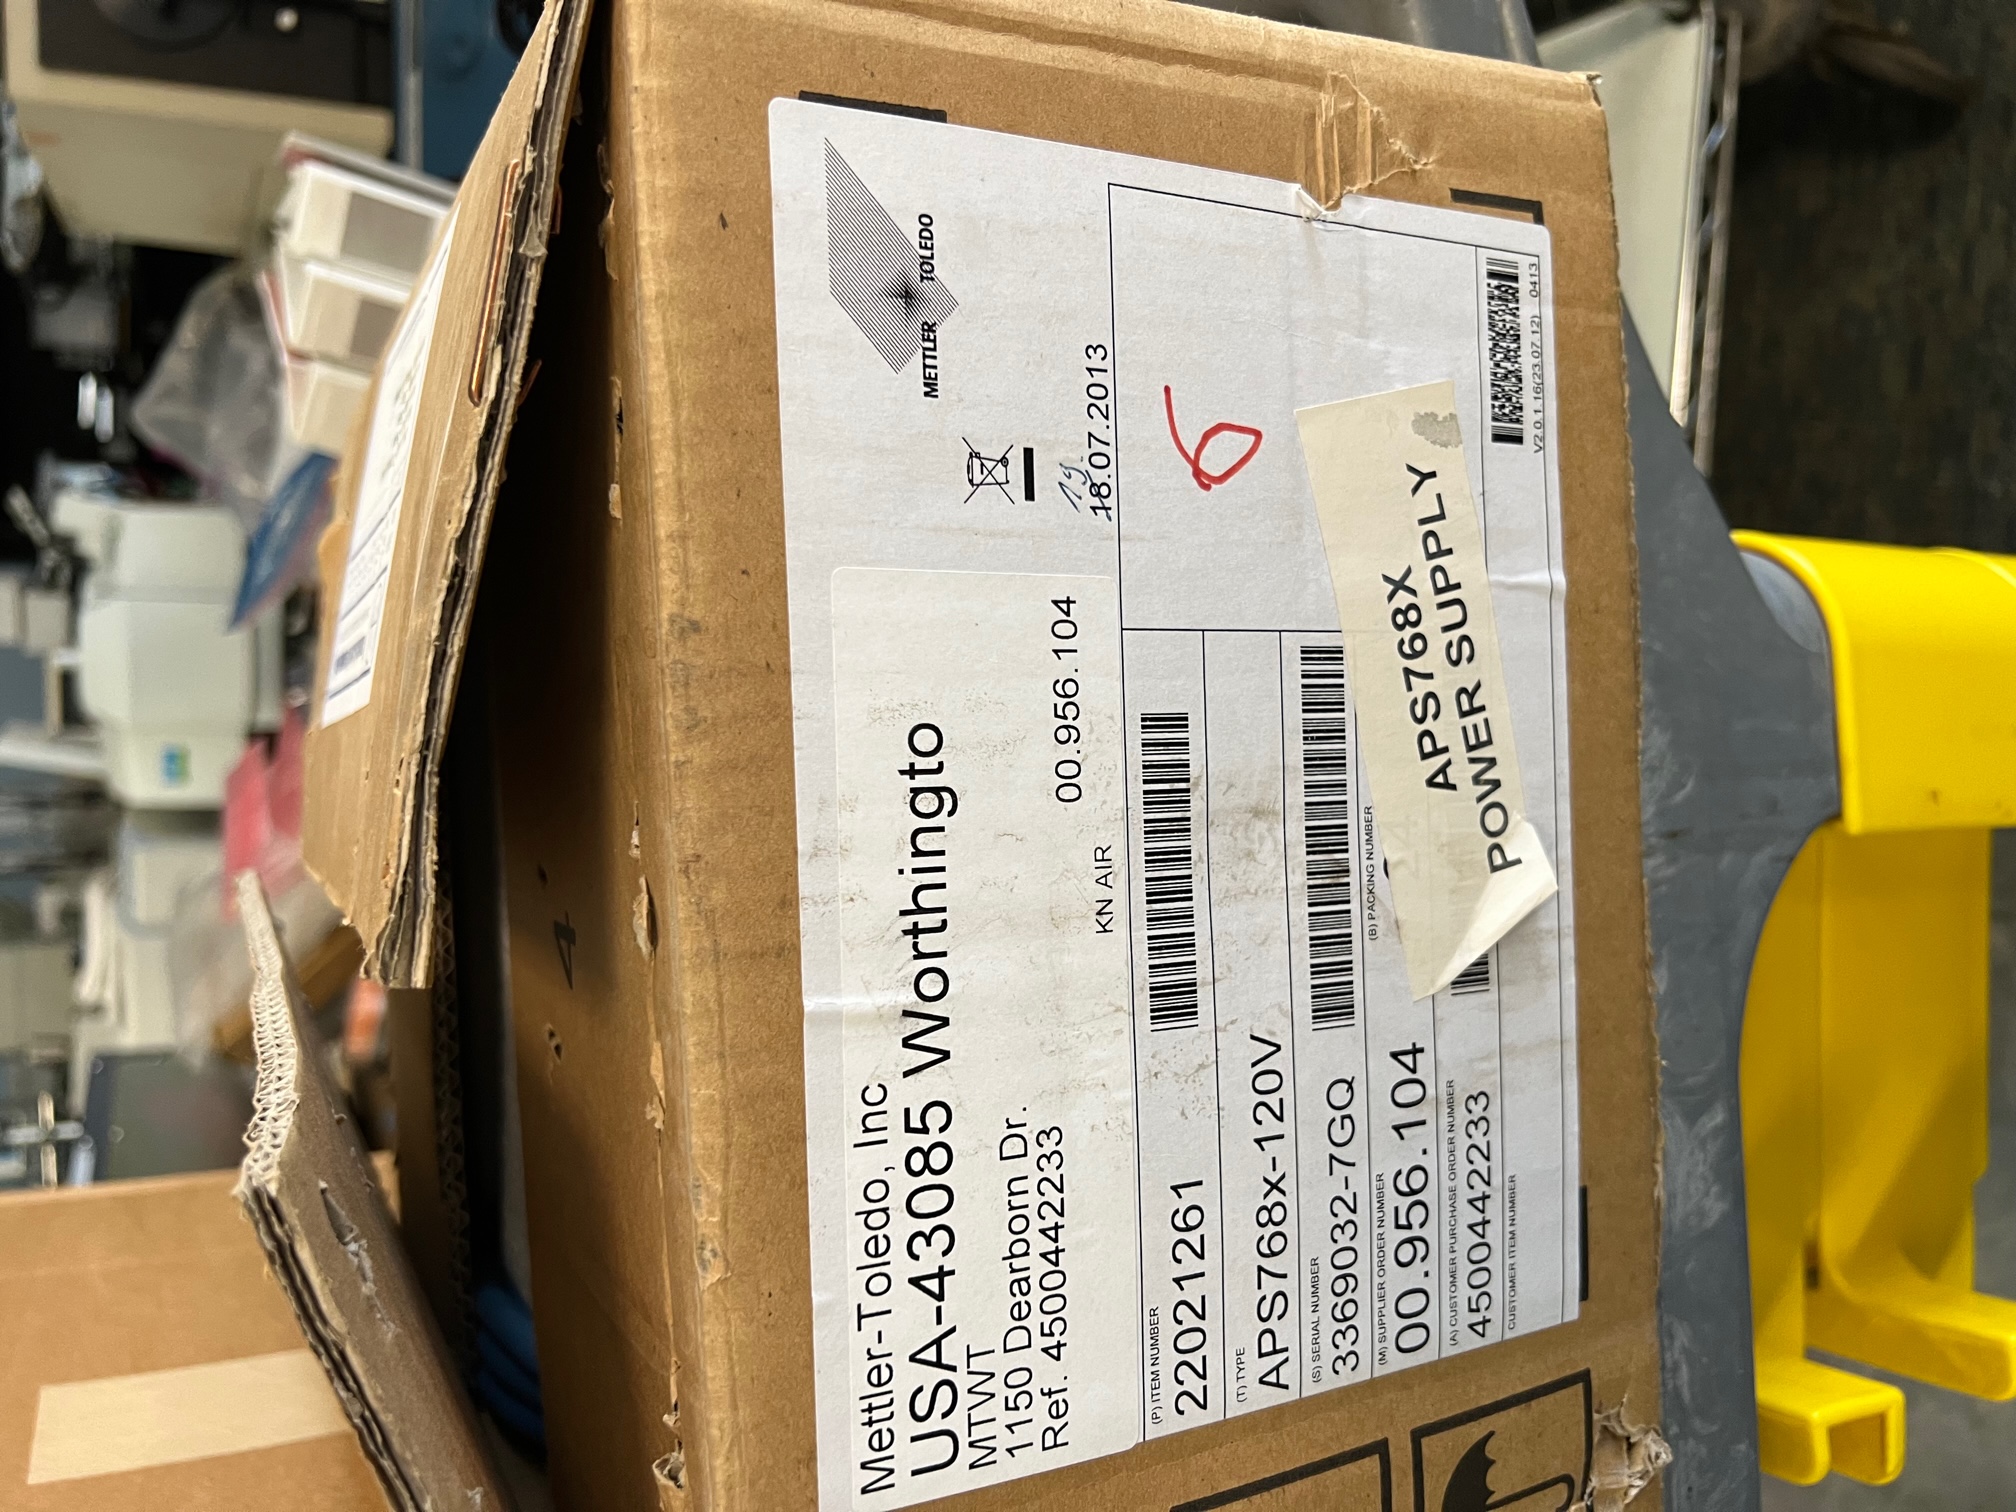 METTLER TOLEDO
Mettler-Toledo, Inc
USA-43085 Worthingto
MTWT
1150 Dearborn Dr.
Ref. 4500442233
00.956.104
KN AIR
19.
18.07.2013
(P) ITEM NUMBER
22021261
(T) TYPE
APS768x-120V
(S) SERIAL NUMBER
3369032-7GQ
(M) SUPPLIER ORDER NUMBER
00.956.104
(B) PACKING NUMBER
(A) CUSTOMER PURCHASE ORDER NUMBER
4500442233
CUSTOMER ITEM NUMBER
6
APS768X
POWER SUPPLY
V2.0.1.16(23.07.12) 0413
4